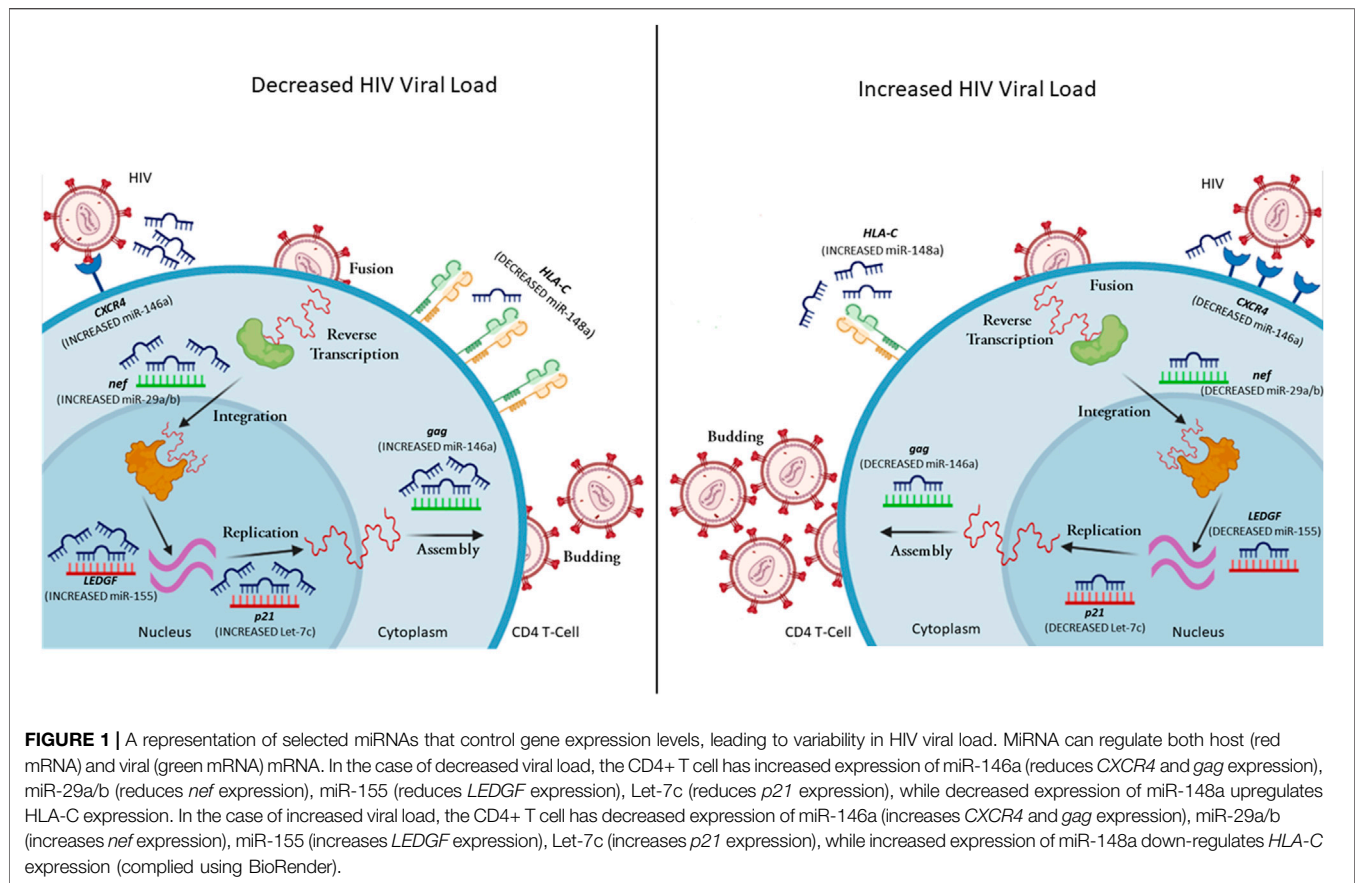 Decreased HIV Viral Load
HIV
Fusion
HLA-C
(DECREASED miR-148a)
CXCR4
(INCREASED miR-146a)
Reverse
Transcription
nef
(INCREASED miR-29a/b)
Integration
gag
(INCREASED miR-146a)
Replication
Assembly
Budding
LEDGF
(INCREASED miR-155)
p21
(INCREASED Let-7c)
Nucleus
Cytoplasm
CD4 T-Cell
Increased HIV Viral Load
HIV
HLA-C
(INCREASED miR-148a)
Fusion
CXCR4
(DECREASED miR-146a)
Reverse
Transcription
nef
(DECREASED miR-29a/b)
Integration
Budding
gag
(DECREASED miR-146a)
LEDGF
(DECREASED miR-155)
Replication
Assembly
p21
(DECREASED Let-7c)
CD4 T-Cell
Cytoplasm
Nucleus
FIGURE 1 | A representation of selected miRNAs that control gene expression levels, leading to variability in HIV viral load. MiRNA can regulate both host (red
mRNA) and viral (green mRNA) mRNA. In the case of decreased viral load, the CD4+ T cell has increased expression of miR-146a (reduces CXCR4 and gag expression),
miR-29a/b (reduces nef expression), miR-155 (reduces LEDGF expression), Let-7c (reduces p21 expression), while decreased expression of miR-148a upregulates
HLA-C expression. In the case of increased viral load, the CD4+ T cell has decreased expression of miR-146a (increases CXCR4 and gag expression), miR-29a/b
(increases nef expression), miR-155 (increases LEDGF expression), Let-7c (increases p21 expression), while increased expression of miR-148a down-regulates HLA-C
expression (complied using BioRender).